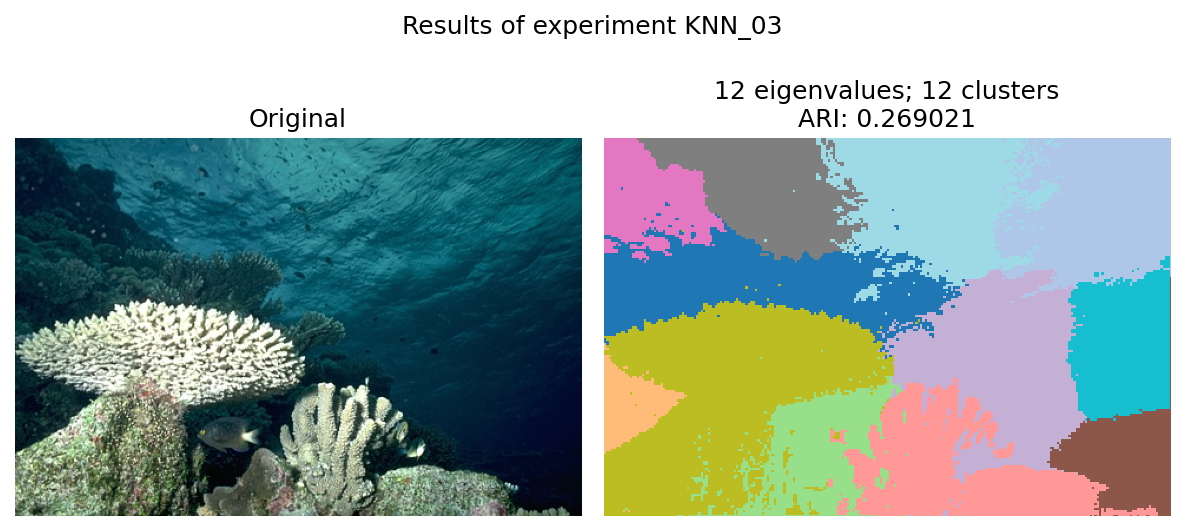 Results of experiment KNN_03
Original
12 eigenvalues; 12 clusters
ARI: 0.269021